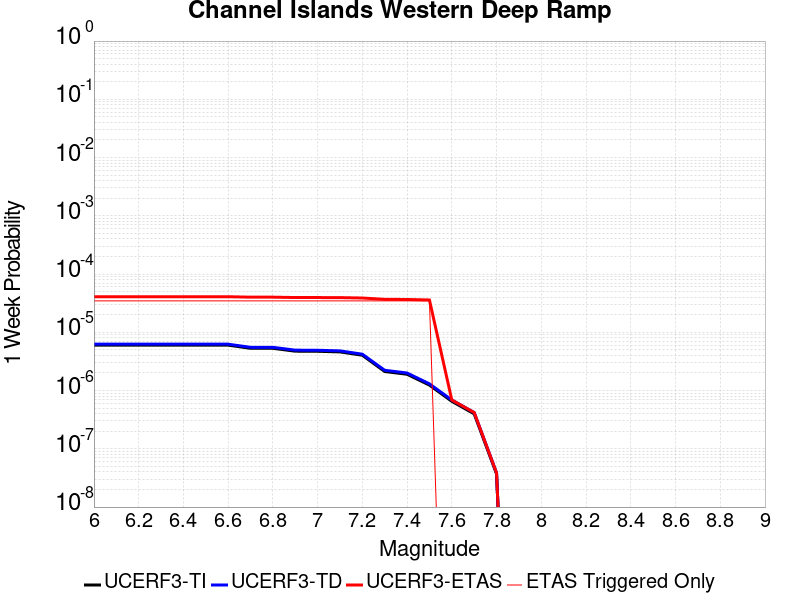 Channel Islands Western Deep Ramp
1 Week Probability
10^0
10^-1
10^-2
10^-3
10^-4
10^-5
10^-6
10^-7
10^-8
6 6.2 6.4 6.6 6.8 7 7.2 7.4 7.6 7.8 8 8.2 8.4 8.6 8.8 9
Magnitude
UCERF3-TI UCERF3-TD UCERF3-ETAS ETAS Triggered Only